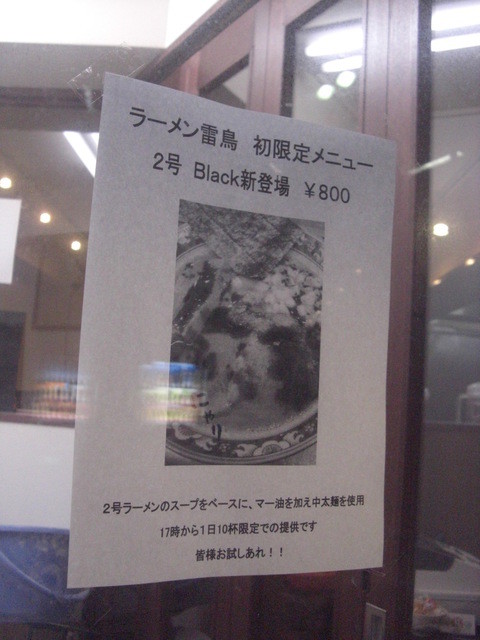 ラーメン雷鳥 初限定メニュー
2号 Black新登場 ￥800
2号ラーメンのスープをベースに、マー油を加え中太麺を使用
17時から1日10杯限定での提供です
皆様お試しあれ！！